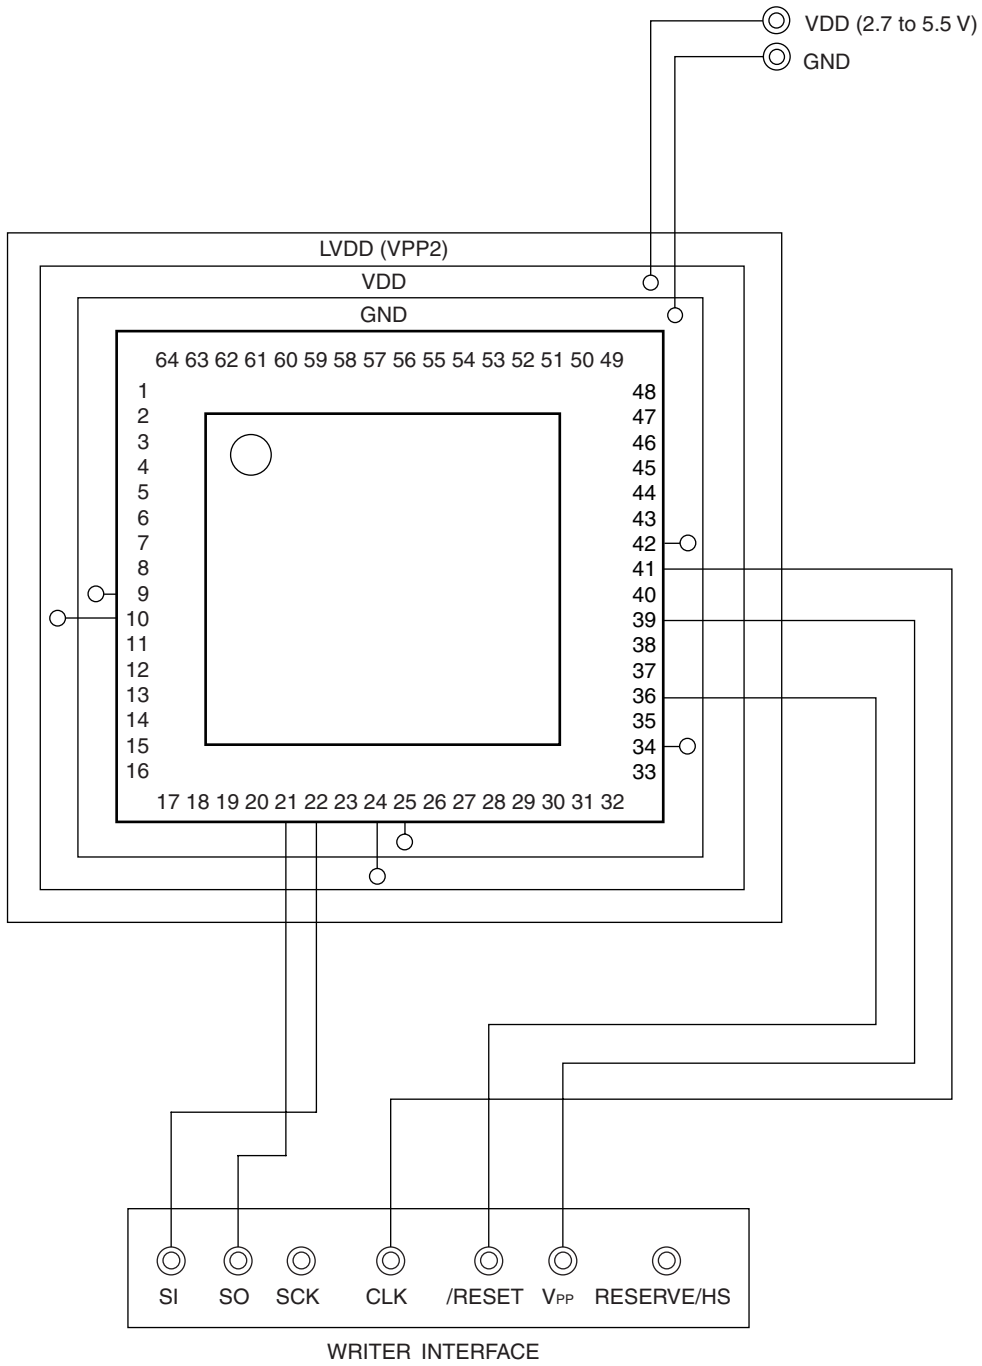 VDD (2.7 to 5.5 V)
GND
LVDD (VPP2)
VDD
GND
64 63 62 61 60 59 58 57 56 55 54 53 52 51 50 49
1 48
2 47
3 46
4 45
5 44
6 43
7 42
8 41
9 40
10 39
11 38
12 37
13 36
14 35
15 34
16 33
17 18 19 20 21 22 23 24 25 26 27 28 29 30 31 32
SI SO SCK CLK /RESET VPP RESERVE/HS
WRITER INTERFACE